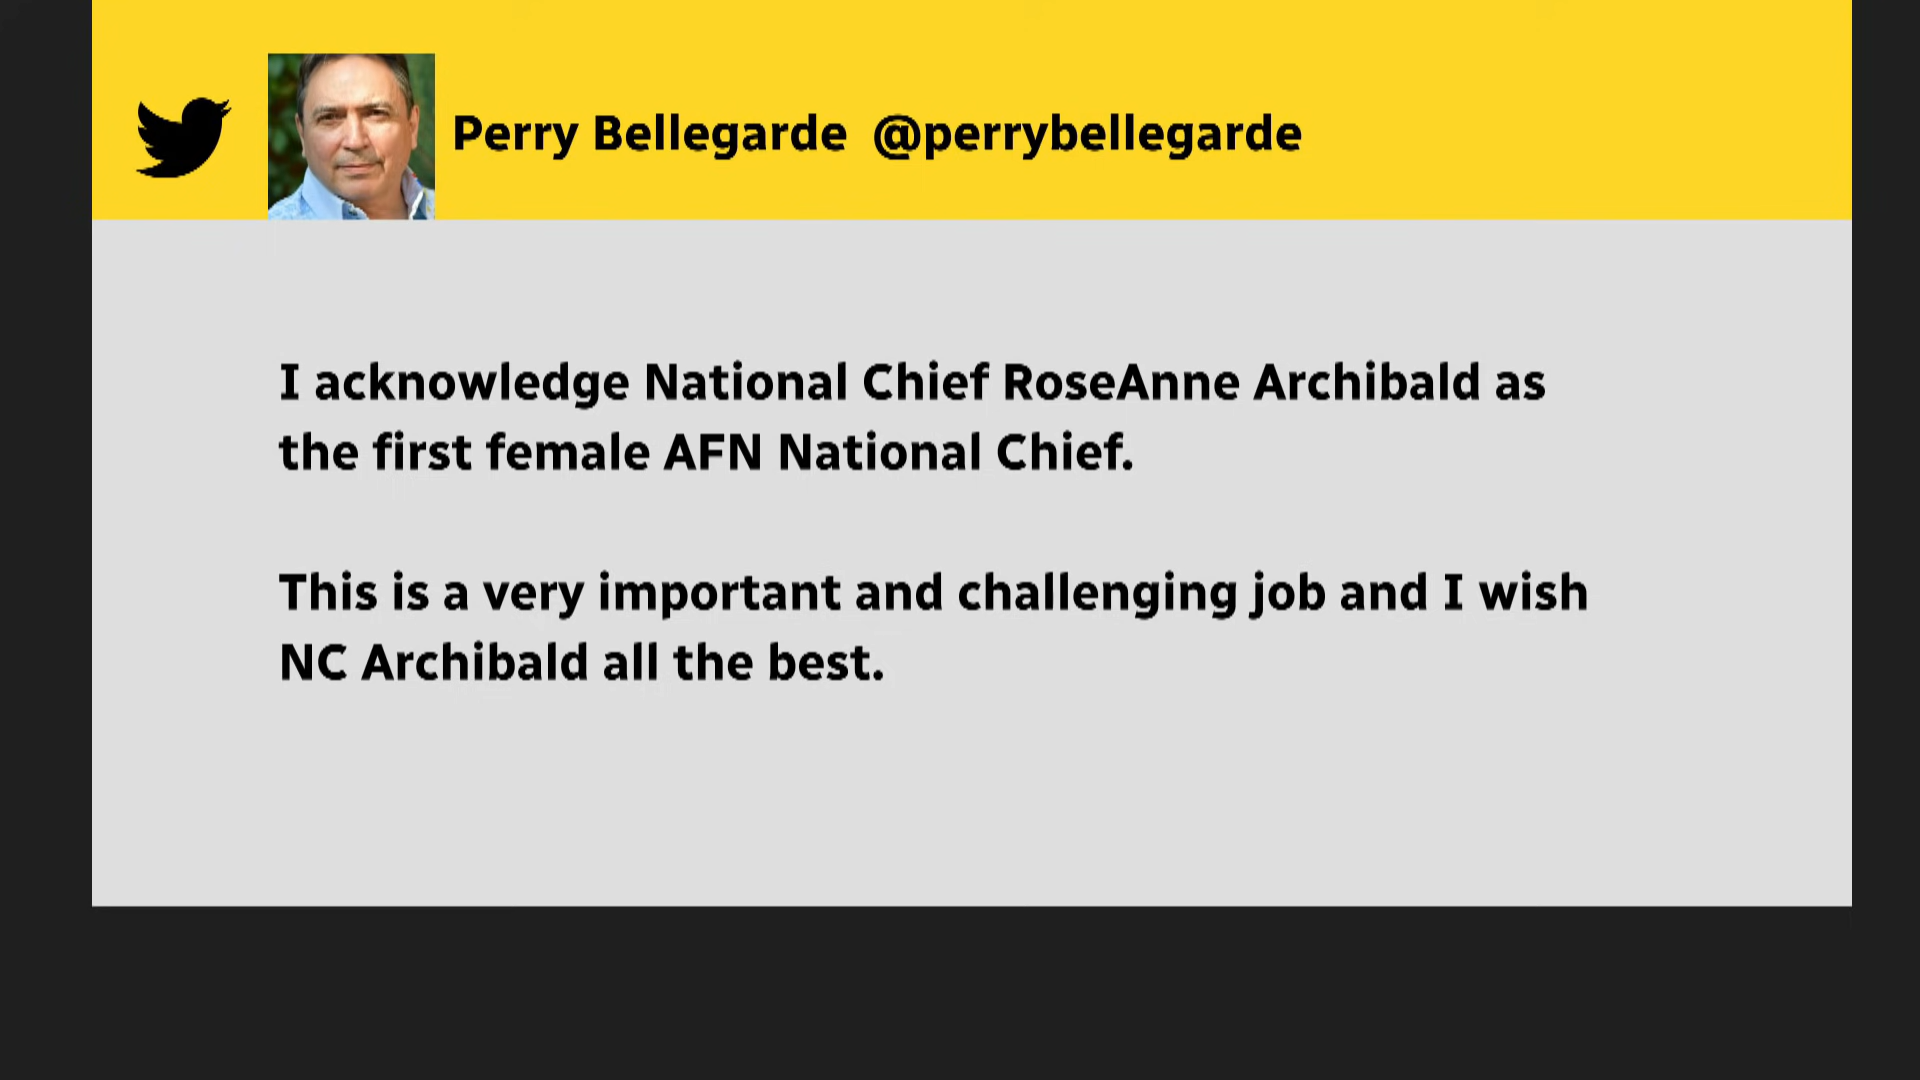 Perry Bellegarde @perrybellegarde
I acknowledge National Chief RoseAnne Archibald as
the first female AFN National Chief.
This is a very important and challenging job and I wish
NC Archibald all the best.